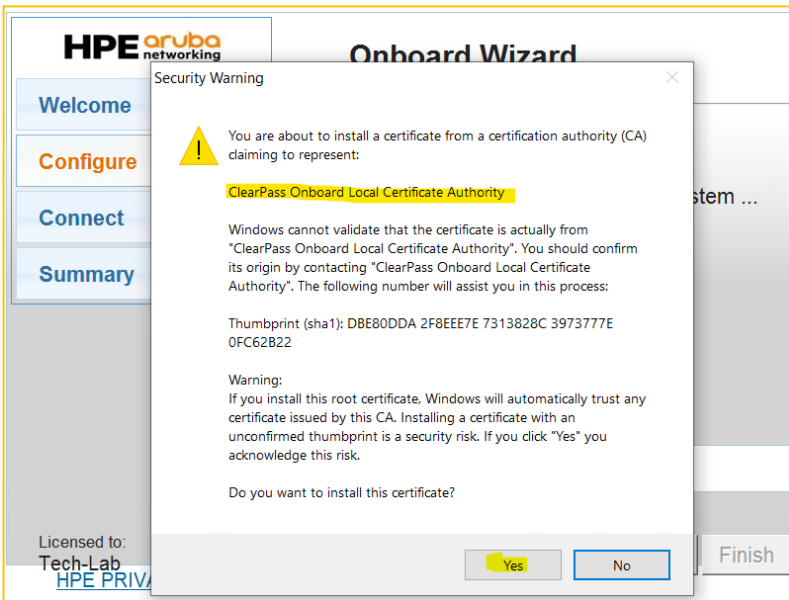 HPE aruba
networking
Onboard Wizard
Security Warning
Welcome
Configure
Connect
Summary
You are about to install a certificate from a certification authority (CA)
claiming to represent:
ClearPass Onboard Local Certificate Authority
stem ...
Windows cannot validate that the certificate is actually from
"ClearPass Onboard Local Certificate Authority". You should confirm
its origin by contacting "ClearPass Onboard Local Certificate
Authority". The following number will assist you in this process:
Thumbprint (sha1): DBE80DDA 2F8EEE7E 7313828C 3973777E
0FC62B22
Warning:
If you install this root certificate, Windows will automatically trust any
certificate issued by this CA. Installing a certificate with an
unconfirmed thumbprint is a security risk. If you click "Yes" you
acknowledge this risk.
Do you want to install this certificate?
Yes
No
Finish
Licensed to:
Tech-Lab
HPE PRIVA